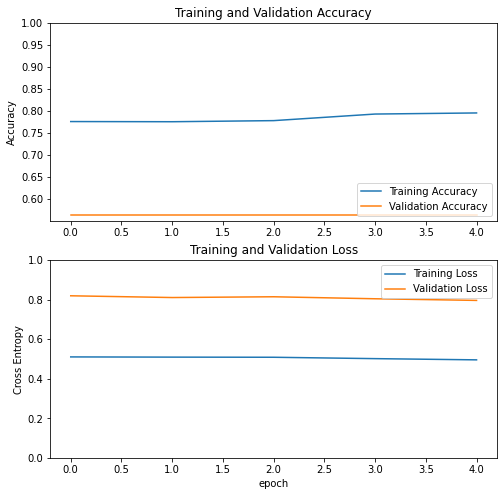 Training and Validation Accuracy
1.00
0.95
0.90
0.85
0.80
0.75
0.70
0.65
0.60
Accuracy
Training Accuracy
Validation Accuracy
0.0 0.5 1.0 1.5 2.0 2.5 3.0 3.5 4.0
Training and Validation Loss
1.0
0.8
0.6
0.4
0.2
0.0
Cross Entropy
Training Loss
Validation Loss
0.0 0.5 1.0 1.5 2.0 2.5 3.0 3.5 4.0
epoch